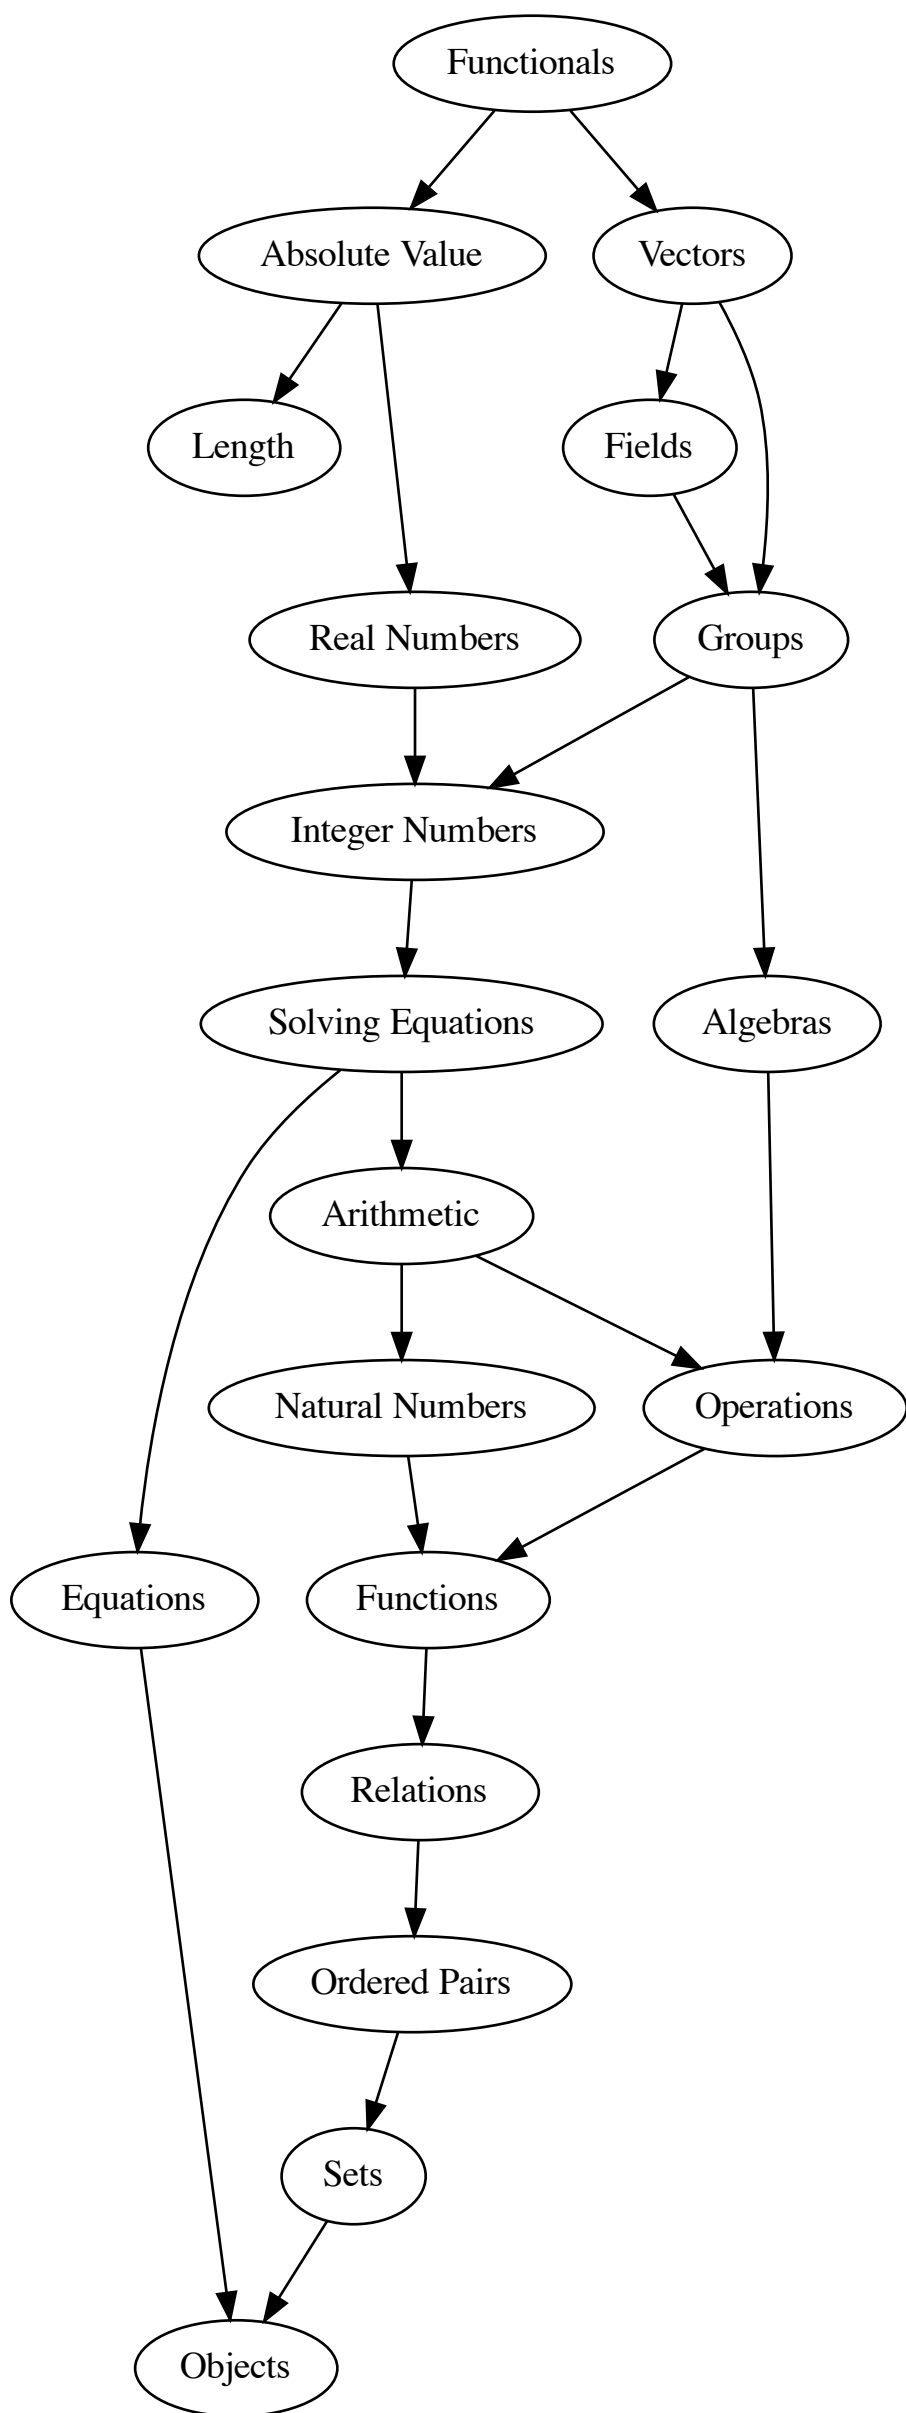 Functionals
Absolute Value
Vectors
Length
Fields
Real Numbers
Groups
Integer Numbers
Solving Equations
Algebras
Arithmetic
Natural Numbers
Operations
Equations
Functions
Relations
Ordered Pairs
Sets
Objects